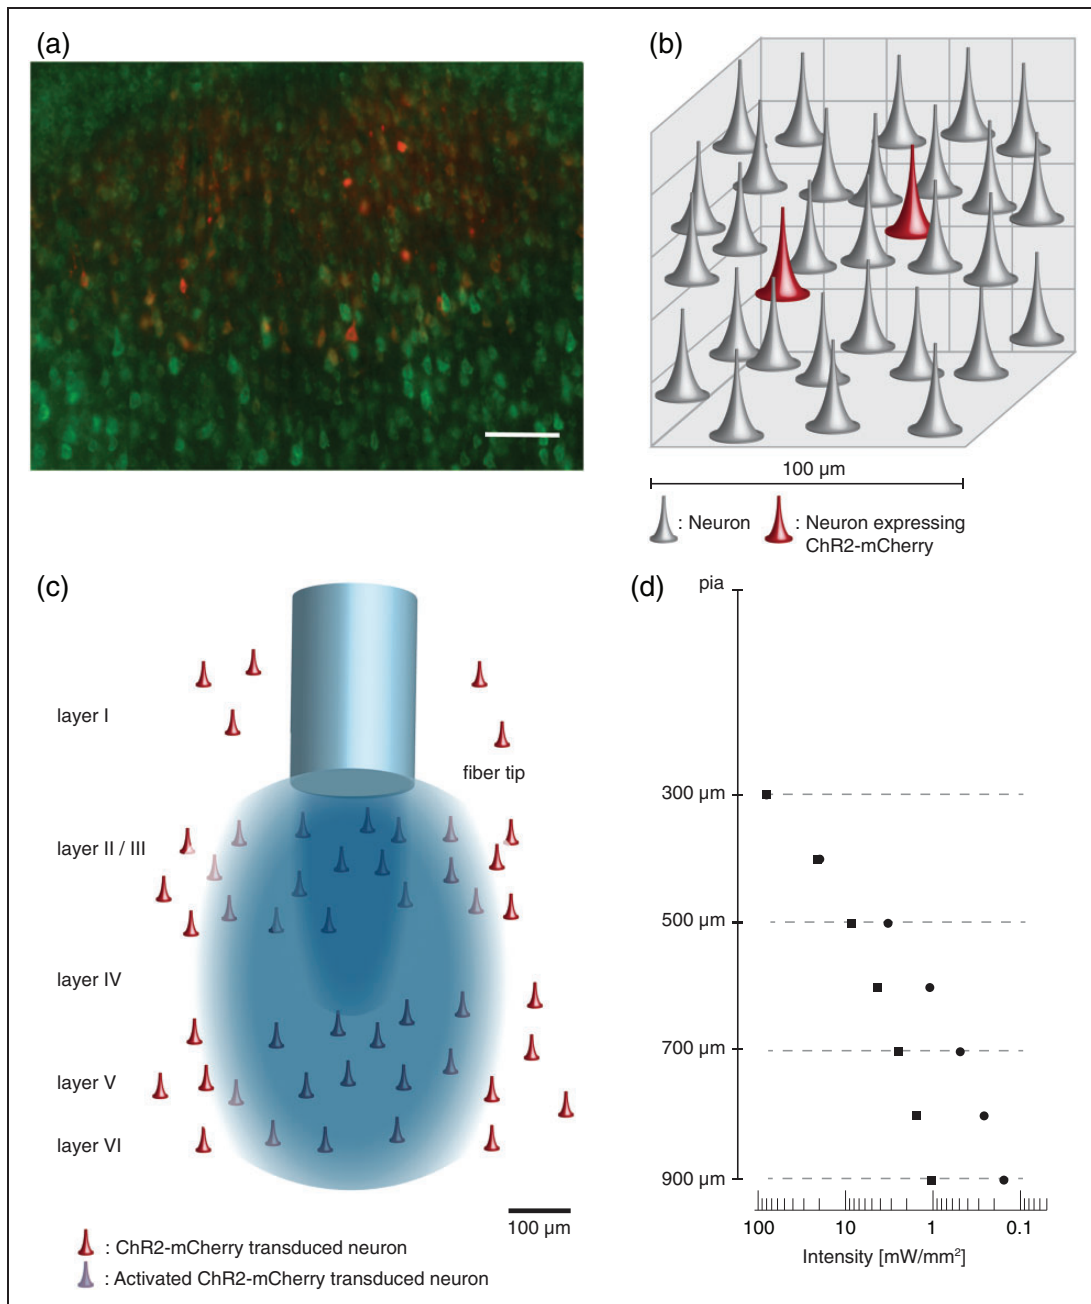 (a)
(b)
100 µm
: Neuron
: Neuron expressing
ChR2-mCherry
(c)
layer I
fiber tip
layer II / III
layer IV
layer V
layer VI
100 µm
: ChR2-mCherry transduced neuron
: Activated ChR2-mCherry transduced neuron
(d)
pia
300 µm
500 µm
700 µm
900 µm
100 10 1 0.1
Intensity [mW/mm²]